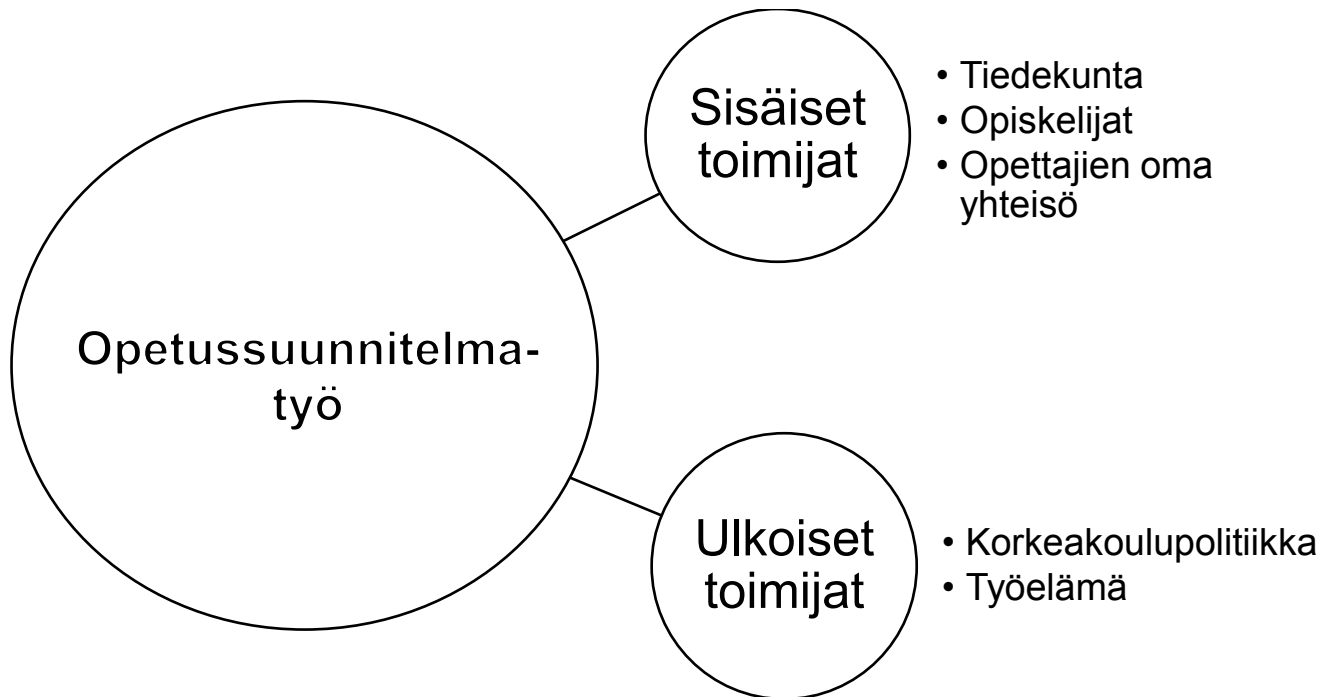 Opetussuunnitelma-
työ
Sisäiset
toimijat
• Tiedekunta
• Opiskelijat
• Opettajien oma
yhteisö
Ulkoiset
toimijat
• Korkeakoulupolitiikka
• Työelämä